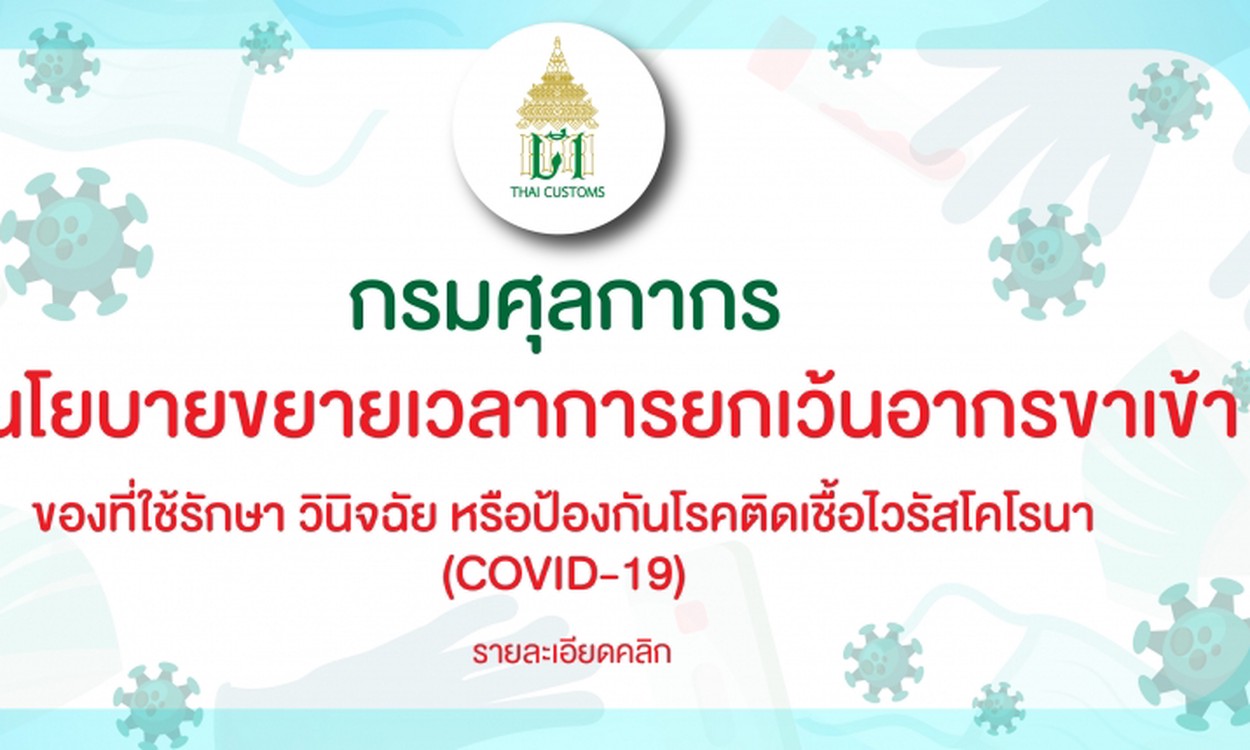 THAI CUSTOMS
กรมศุลกากร
นโยบายขยายเวลาการยกเว้นอากรขาเข้า
ของที่ใช้รักษา วินิจฉัย หรือป้องกันโรคติดเชื้อไวรัสโคโรนา
(COVID-19)
รายละเอียดคลิก